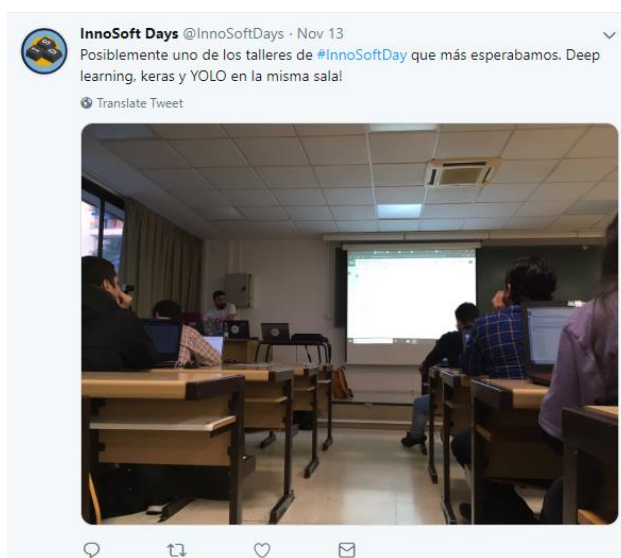 InnoSoft Days @InnoSoftDays · Nov 13
Posiblemente uno de los talleres de #InnoSoftDay que más esperabamos. Deep
learning, keras y YOLO en la misma sala!
Translate Tweet